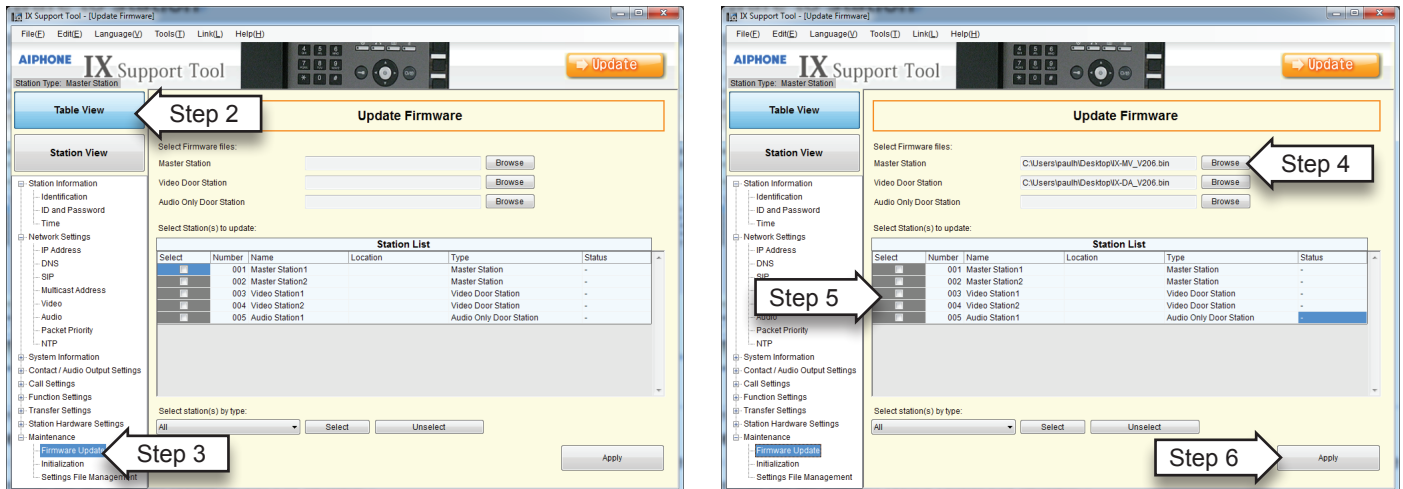 IX Support Tool - [Update Firmware]
File(F) Edit(E) Language(V) Tools(T) Link(L) Help(H)
AIPHONE IX Support Tool
Station Type: Master Station
Update
Table View
Step 2
Update Firmware
Station View
Select Firmware files:
Master Station Browse
Video Door Station Browse
Audio Only Door Station Browse
Select Station(s) to update:
Station List
Select Number Name Location Type Status
001 Master Station1 Master Station -
002 Master Station2 Master Station -
003 Video Station1 Video Door Station -
004 Video Station2 Video Door Station -
005 Audio Station1 Audio Only Door Station -
Station Information
Identification
ID and Password
Time
Network Settings
IP Address
DNS
SIP
Multicast Address
Video
Audio
Packet Priority
NTP
System Information
Contact / Audio Output Settings
Call Settings
Function Settings
Transfer Settings
Station Hardware Settings
Maintenance
Firmware Update
Initialization
Settings File Management
Step 3
Select station(s) by type:
All Select Unselect
Apply
IX Support Tool - [Update Firmware]
File(F) Edit(E) Language(V) Tools(T) Link(L) Help(H)
AIPHONE IX Support Tool
Station Type: Master Station
Update
Table View
Update Firmware
Station View
Select Firmware files:
Master Station C:\Users\paulh\Desktop\IX-MV_V206.bin Browse
Step 4
Video Door Station C:\Users\paulh\Desktop\IX-DA_V206.bin Browse
Audio Only Door Station Browse
Select Station(s) to update:
Station List
Select Number Name Location Type Status
001 Master Station1 Master Station -
002 Master Station2 Master Station -
003 Video Station1 Video Door Station -
004 Video Station2 Video Door Station -
005 Audio Station1 Audio Only Door Station -
Step 5
Station Information
Identification
ID and Password
Time
Network Settings
IP Address
DNS
SIP
Audio
Packet Priority
NTP
System Information
Contact / Audio Output Settings
Call Settings
Function Settings
Transfer Settings
Station Hardware Settings
Maintenance
Firmware Update
Initialization
Settings File Management
Select station(s) by type:
All Select Unselect
Step 6
Apply